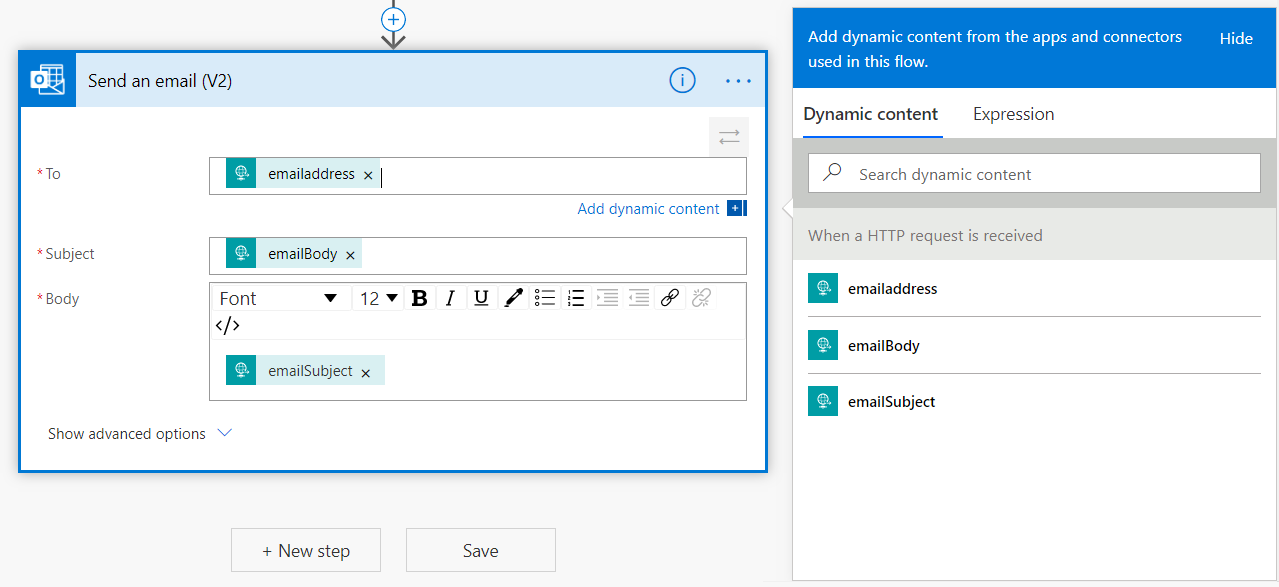 Send an email (V2)
* To
emailaddress ×
Add dynamic content
* Subject
emailBody ×
* Body
Font
12
B I U
</>
emailSubject ×
Show advanced options
+ New step
Save
Add dynamic content from the apps and connectors
used in this flow.
Hide
Dynamic content
Expression
Search dynamic content
When a HTTP request is received
emailaddress
emailBody
emailSubject